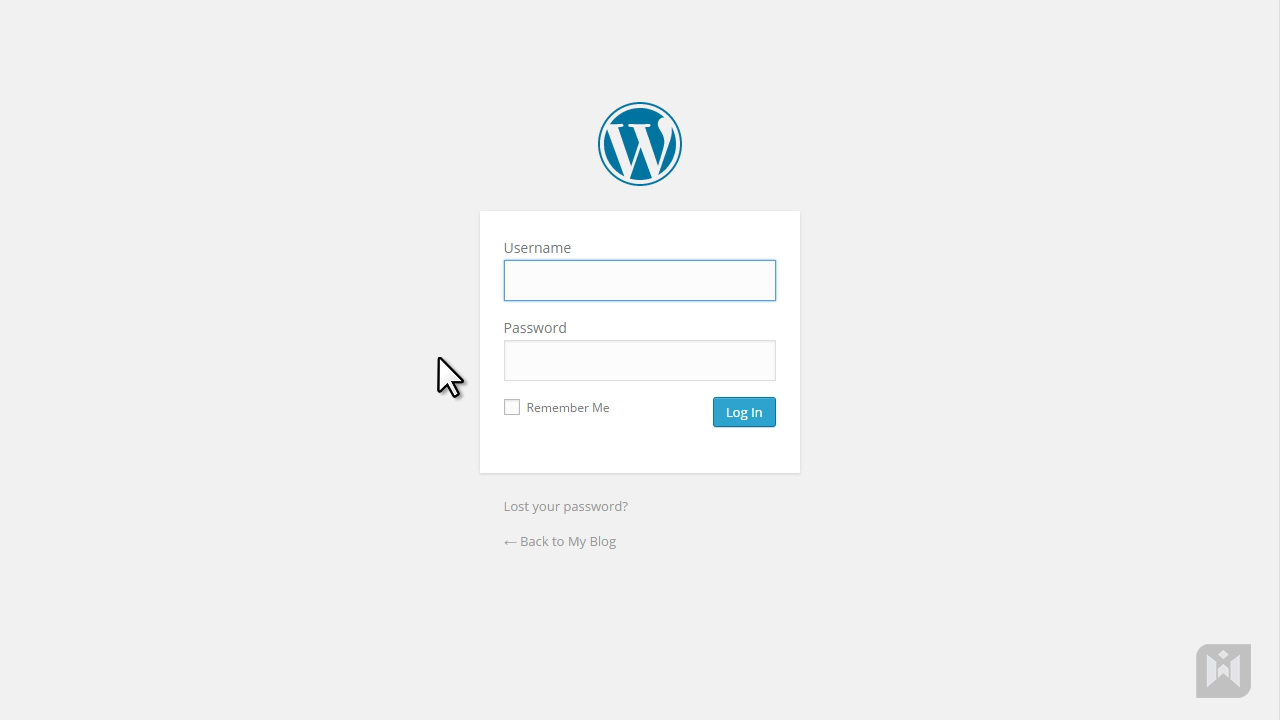 Username
Password
Remember Me
Log In
Lost your password?
← Back to My Blog